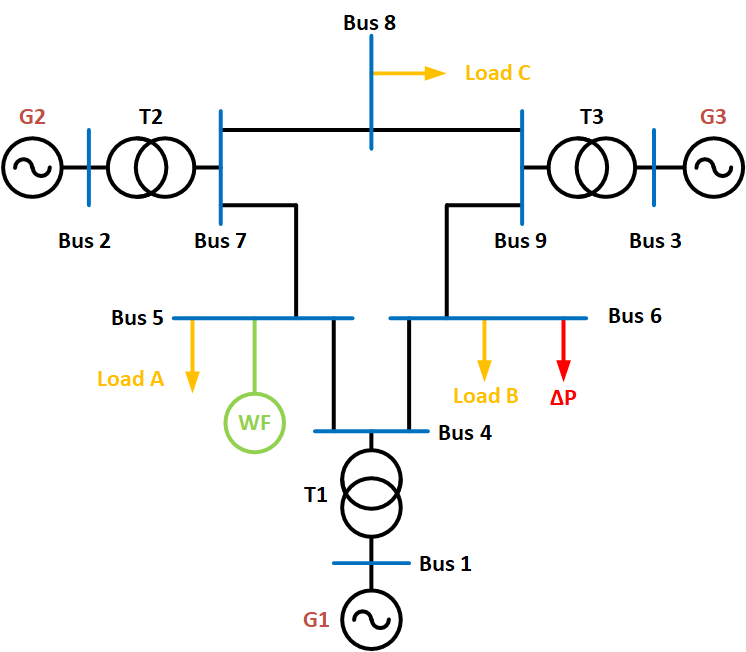 Bus 8
Load C
G2
T2
T3
G3
Bus 2
Bus 7
Bus 9
Bus 3
Bus 5
Bus 6
Load A
WF
Load B
ΔP
Bus 4
T1
Bus 1
G1